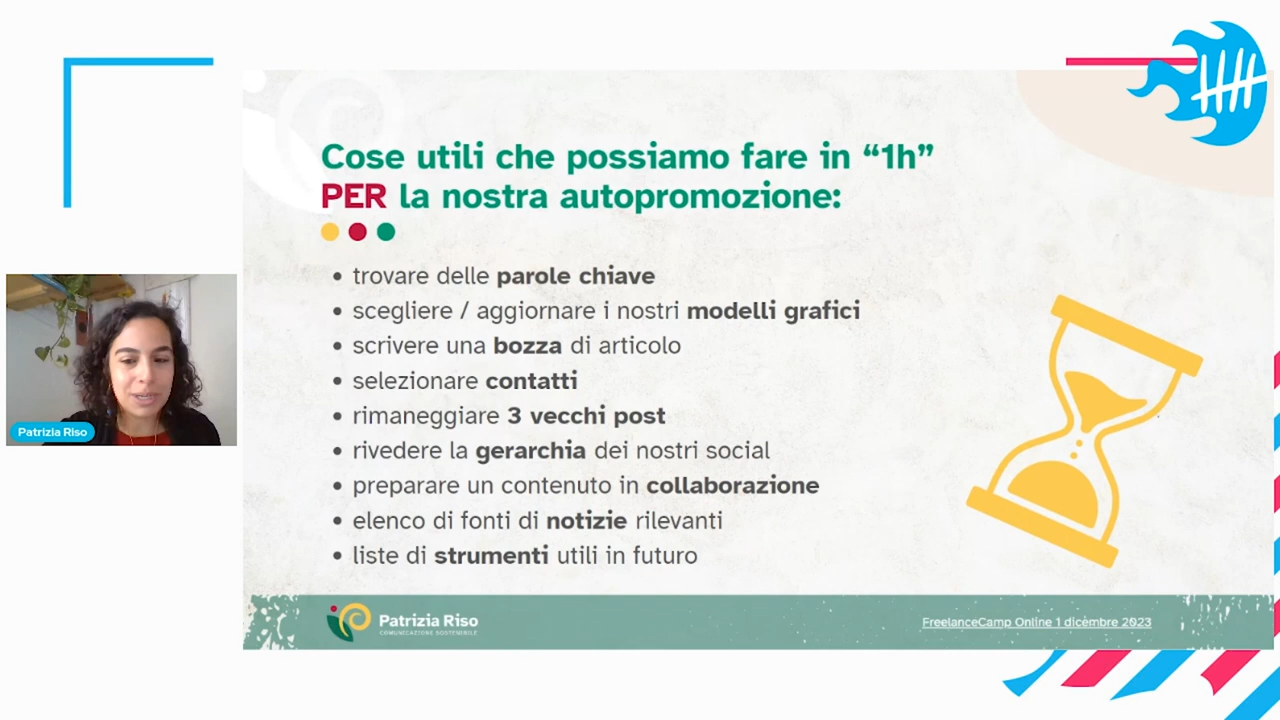 Cose utili che possiamo fare in “1h”
PER la nostra autopromozione:
• trovare delle parole chiave
• scegliere / aggiornare i nostri modelli grafici
• scrivere una bozza di articolo
• selezionare contatti
• rimaneggiare 3 vecchi post
• rivedere la gerarchia dei nostri social
• preparare un contenuto in collaborazione
• elenco di fonti di notizie rilevanti
• liste di strumenti utili in futuro
Patrizia Riso
Patrizia Riso
COMUNICAZIONE SOSTENIBILE
FreelanceCamp Online 1 dicembre 2023